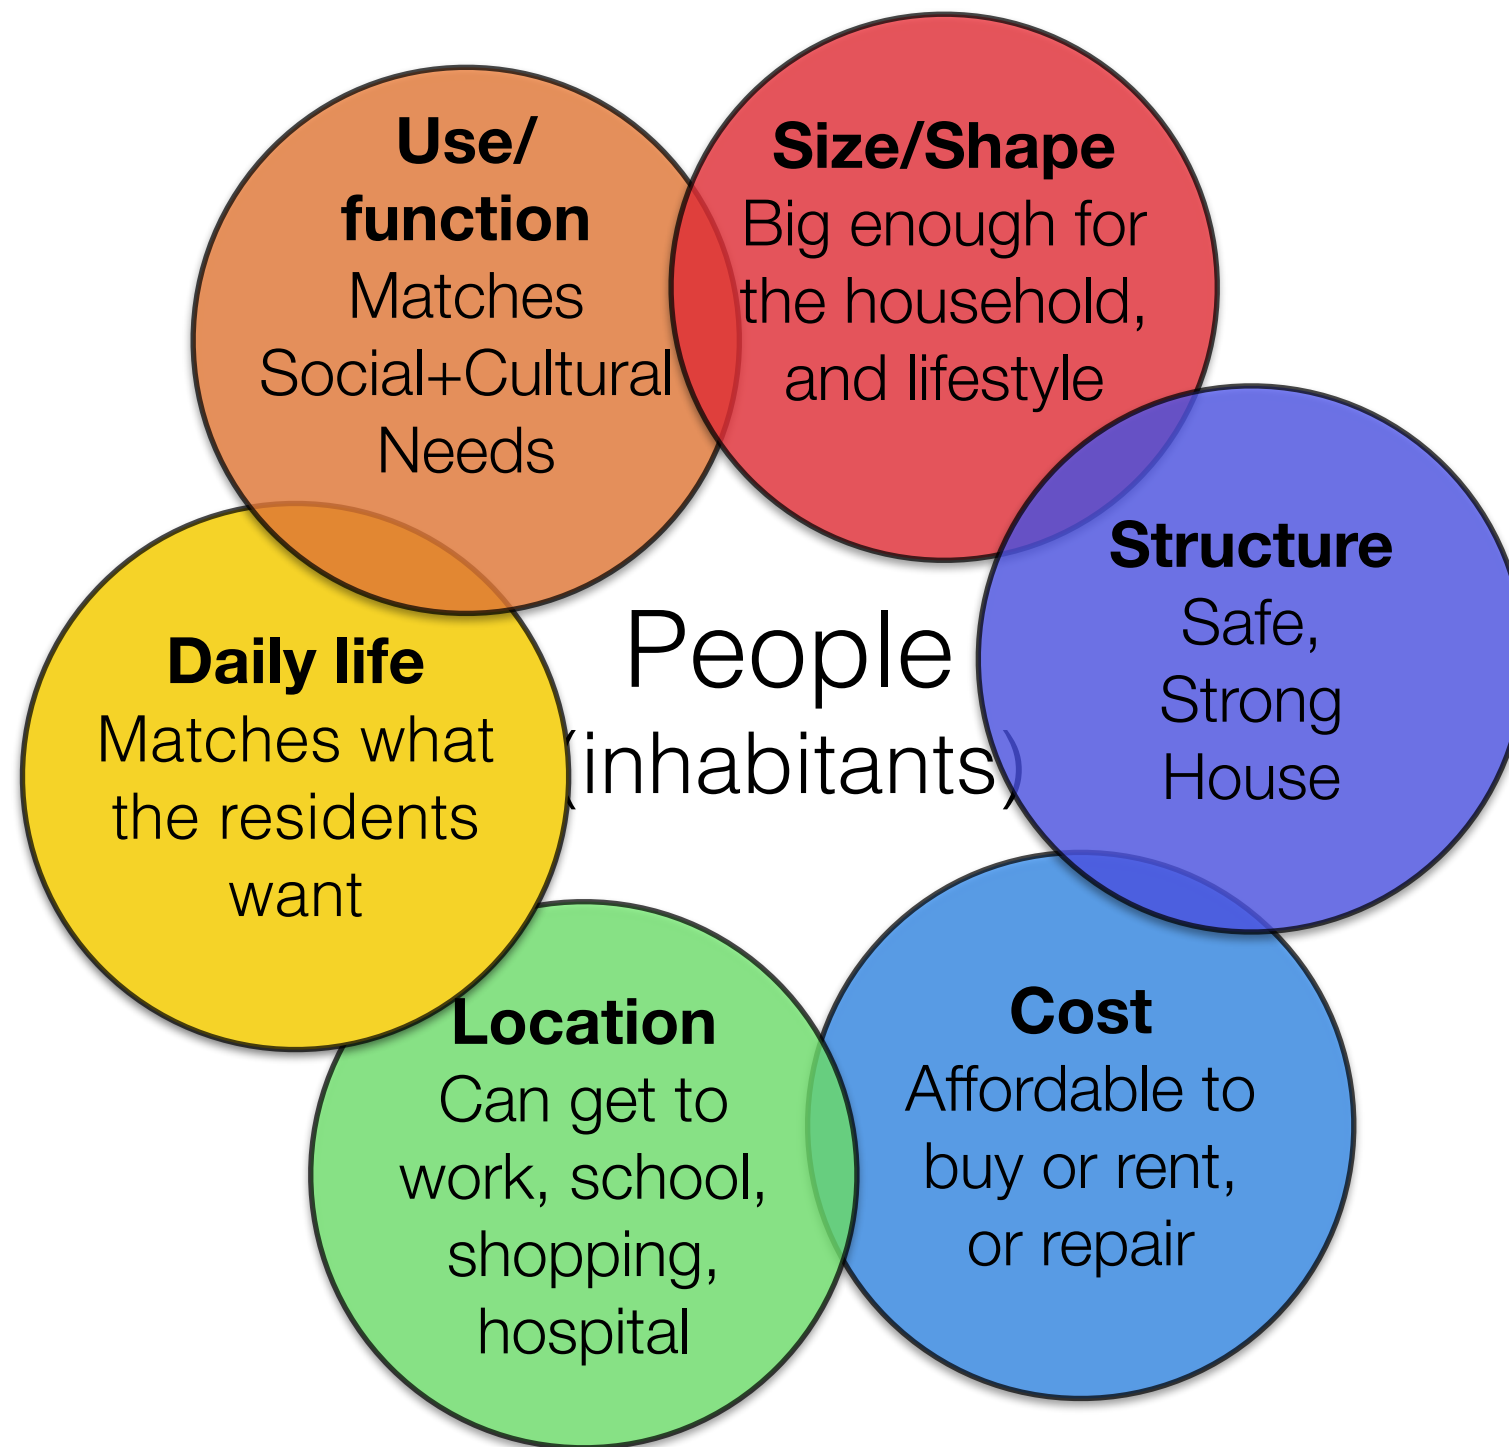 Use/
function
Matches
Social+Cultural
Needs
Size/Shape
Big enough for
the household,
and lifestyle
Structure
Safe,
Strong
House
People
(inhabitants)
Daily life
Matches what
the residents
want
Location
Can get to
work, school,
shopping,
hospital
Cost
Affordable to
buy or rent,
or repair